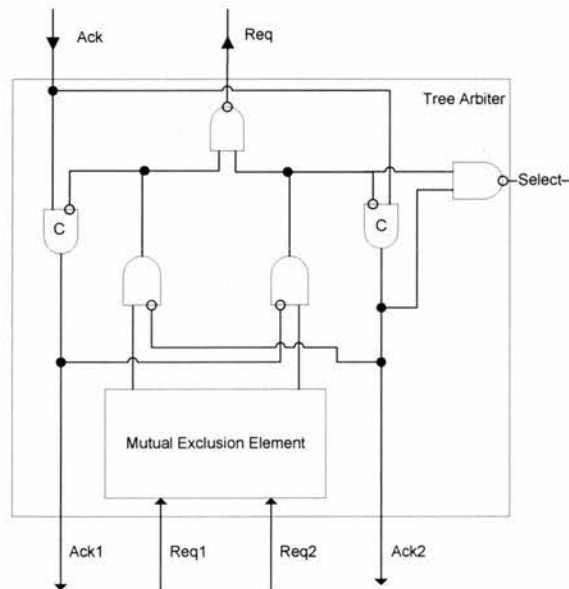 Ack
Req
Tree Arbiter
Select
C
C
Mutual Exclusion Element
Ack1
Req1
Req2
Ack2